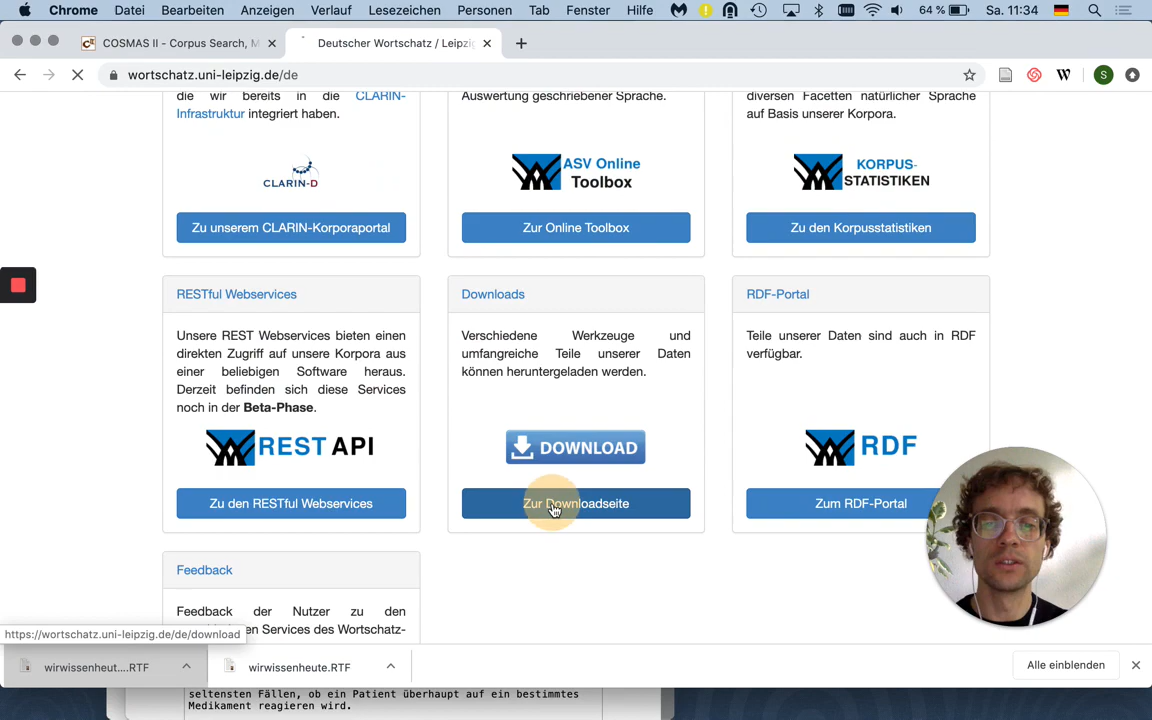 Chrome Datei Bearbeiten Anzeigen Verlauf Lesezeichen Personen Tab Fenster Hilfe 64 % Sa. 11:34
COSMAS II - Corpus Search, M
Deutscher Wortschatz / Leipzig
wortschatz.uni-leipzig.de/de
die wir bereits in die CLARIN-
Infrastruktur integriert haben.
CLARIN-D
Zu unserem CLARIN-Korporaportal
Auswertung geschriebener Sprache.
ASV Online
Toolbox
Zur Online Toolbox
diversen Facetten natürlicher Sprache
auf Basis unserer Korpora.
KORPUS-
STATISTIKEN
Zu den Korpusstatistiken
RESTful Webservices
Unsere REST Webservices bieten einen
direkten Zugriff auf unsere Korpora aus
einer beliebigen Software heraus.
Derzeit befinden sich diese Services
noch in der Beta-Phase.
REST API
Zu den RESTful Webservices
Downloads
Verschiedene Werkzeuge und
umfangreiche Teile unserer Daten
können heruntergeladen werden.
DOWNLOAD
Zur Downloadseite
RDF-Portal
Teile unserer Daten sind auch in RDF
verfügbar.
RDF
Zum RDF-Portal
Feedback
Feedback der Nutzer zu den
en Services des Wortschatz-
https://wortschatz.uni-leipzig.de/de/download
wirwissenheut....RTF
wirwissenheute.RTF
Alle einblenden
seltensten Fällen, ob ein Patient überhaupt auf ein bestimmtes
Medikament reagieren wird.